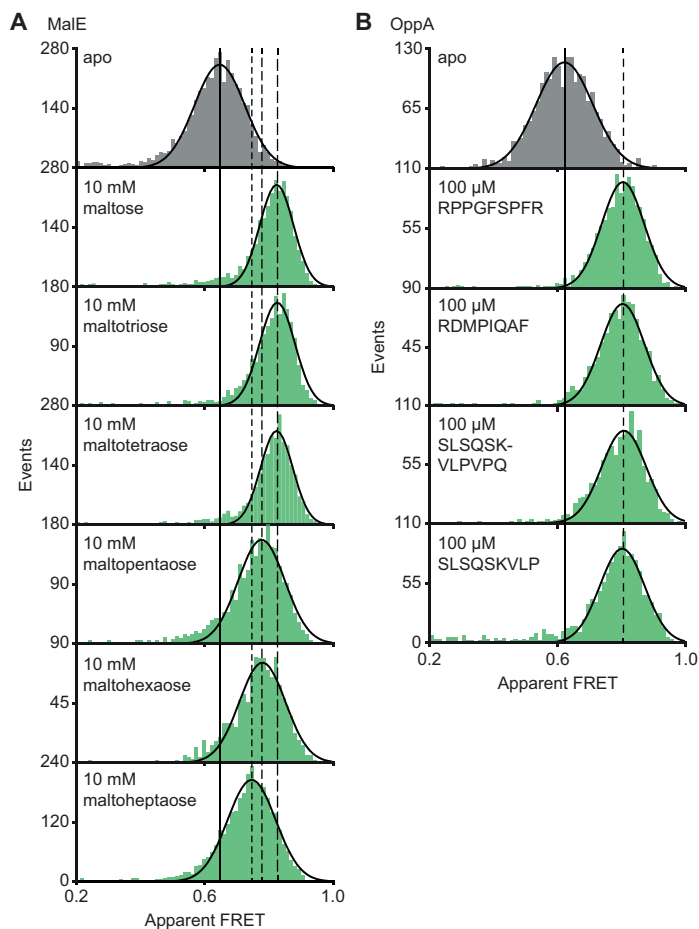 A MalE
280
apo
140
280
10 mM
maltose
140
180
10 mM
maltotriose
90
280
10 mM
maltotetraose
140
180
10 mM
maltopentaose
90
90
10 mM
maltohexaose
45
240
10 mM
maltoheptaose
120
0
0.2 0.6 1.0
Apparent FRET
Events
B OppA
130
apo
65
110
100 µM
RPPGFSPFR
55
90
100 µM
RDMPIQAF
45
110
100 µM
SLSQSK-
VLPVPQ
55
110
100 µM
SLSQSKVLP
55
0
0.2 0.6 1.0
Apparent FRET
Events